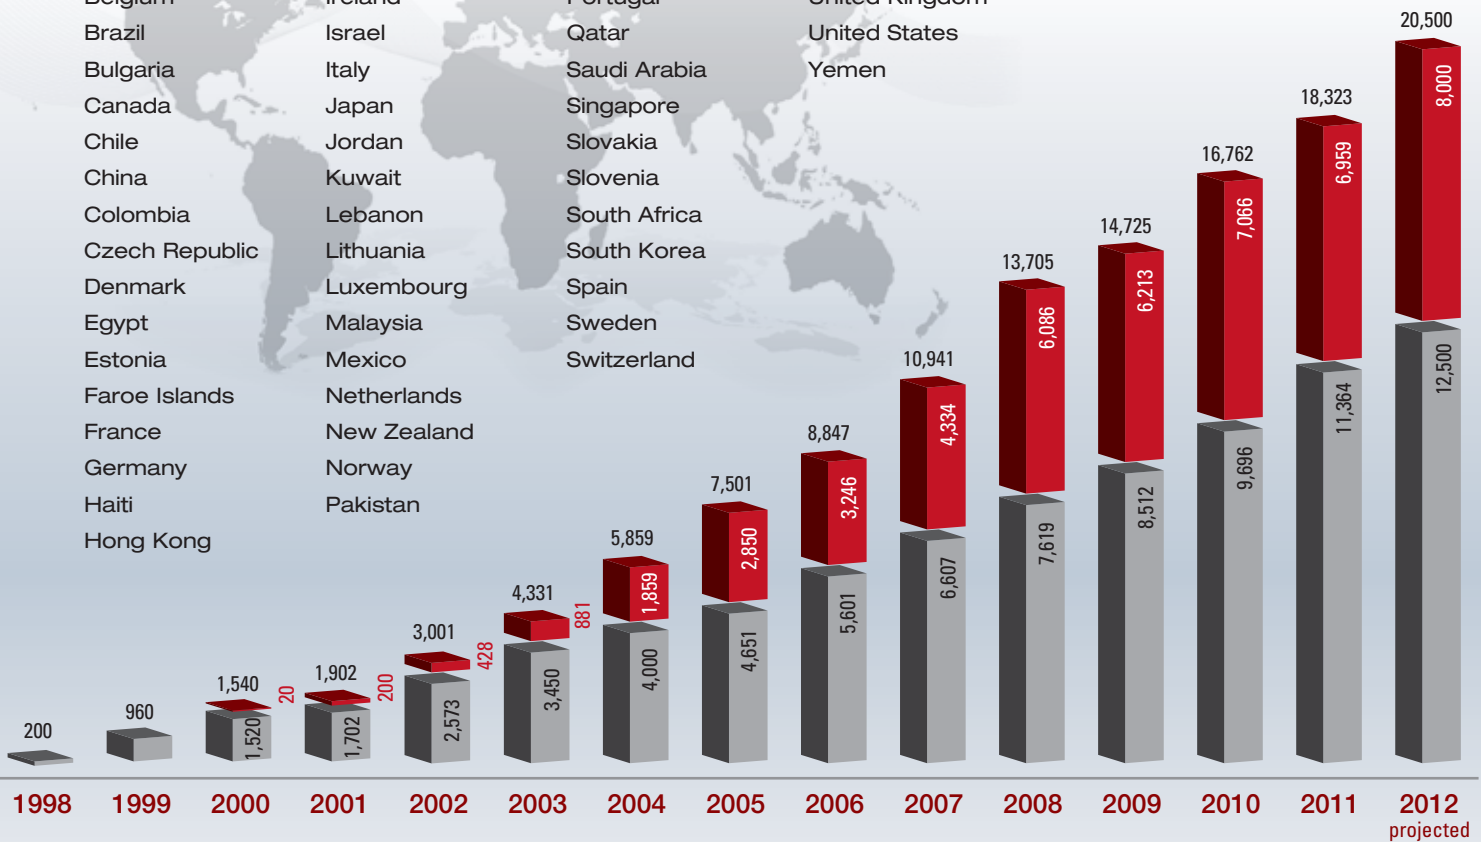 Belgium
Brazil
Bulgaria
Canada
Chile
China
Colombia
Czech Republic
Denmark
Egypt
Estonia
Faroe Islands
France
Germany
Haiti
Hong Kong
Ireland
Israel
Italy
Japan
Jordan
Kuwait
Lebanon
Lithuania
Luxembourg
Malaysia
Mexico
Netherlands
New Zealand
Norway
Pakistan
Portugal
Qatar
Saudi Arabia
Singapore
Slovakia
Slovenia
South Africa
South Korea
Spain
Sweden
Switzerland
United Kingdom
United States
Yemen
200
960
1,540
20
1,520
1,902
200
1,702
3,001
428
2,573
4,331
881
3,450
5,859
1,859
4,000
7,501
2,850
4,651
8,847
3,246
5,601
10,941
4,334
6,607
13,705
6,086
7,619
14,725
6,213
8,512
16,762
7,066
9,696
18,323
6,959
11,364
20,500
8,000
12,500
1998 1999 2000 2001 2002 2003 2004 2005 2006 2007 2008 2009 2010 2011 2012
projected